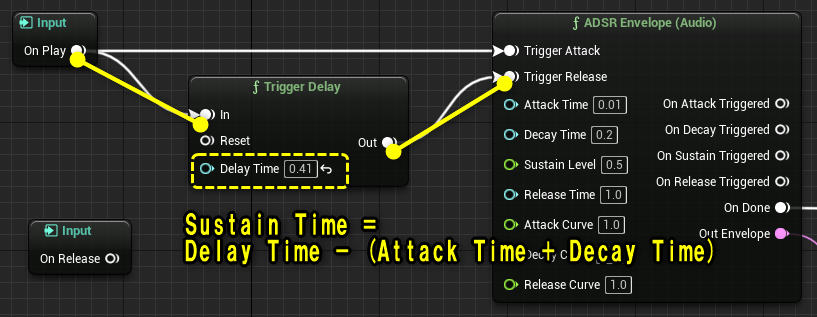 Input
On Play
Trigger Delay
In
Reset
Delay Time 0.41
Out
ADSR Envelope (Audio)
Trigger Attack
Trigger Release
Attack Time 0.01
On Attack Triggered
Decay Time 0.2
On Decay Triggered
Sustain Level 0.5
On Sustain Triggered
Release Time 1.0
On Release Triggered
Attack Curve 1.0
On Done
Out Envelope
Release Curve 1.0
Input
On Release
Sustain Time =
Delay Time - (Attack Time + Decay Time)